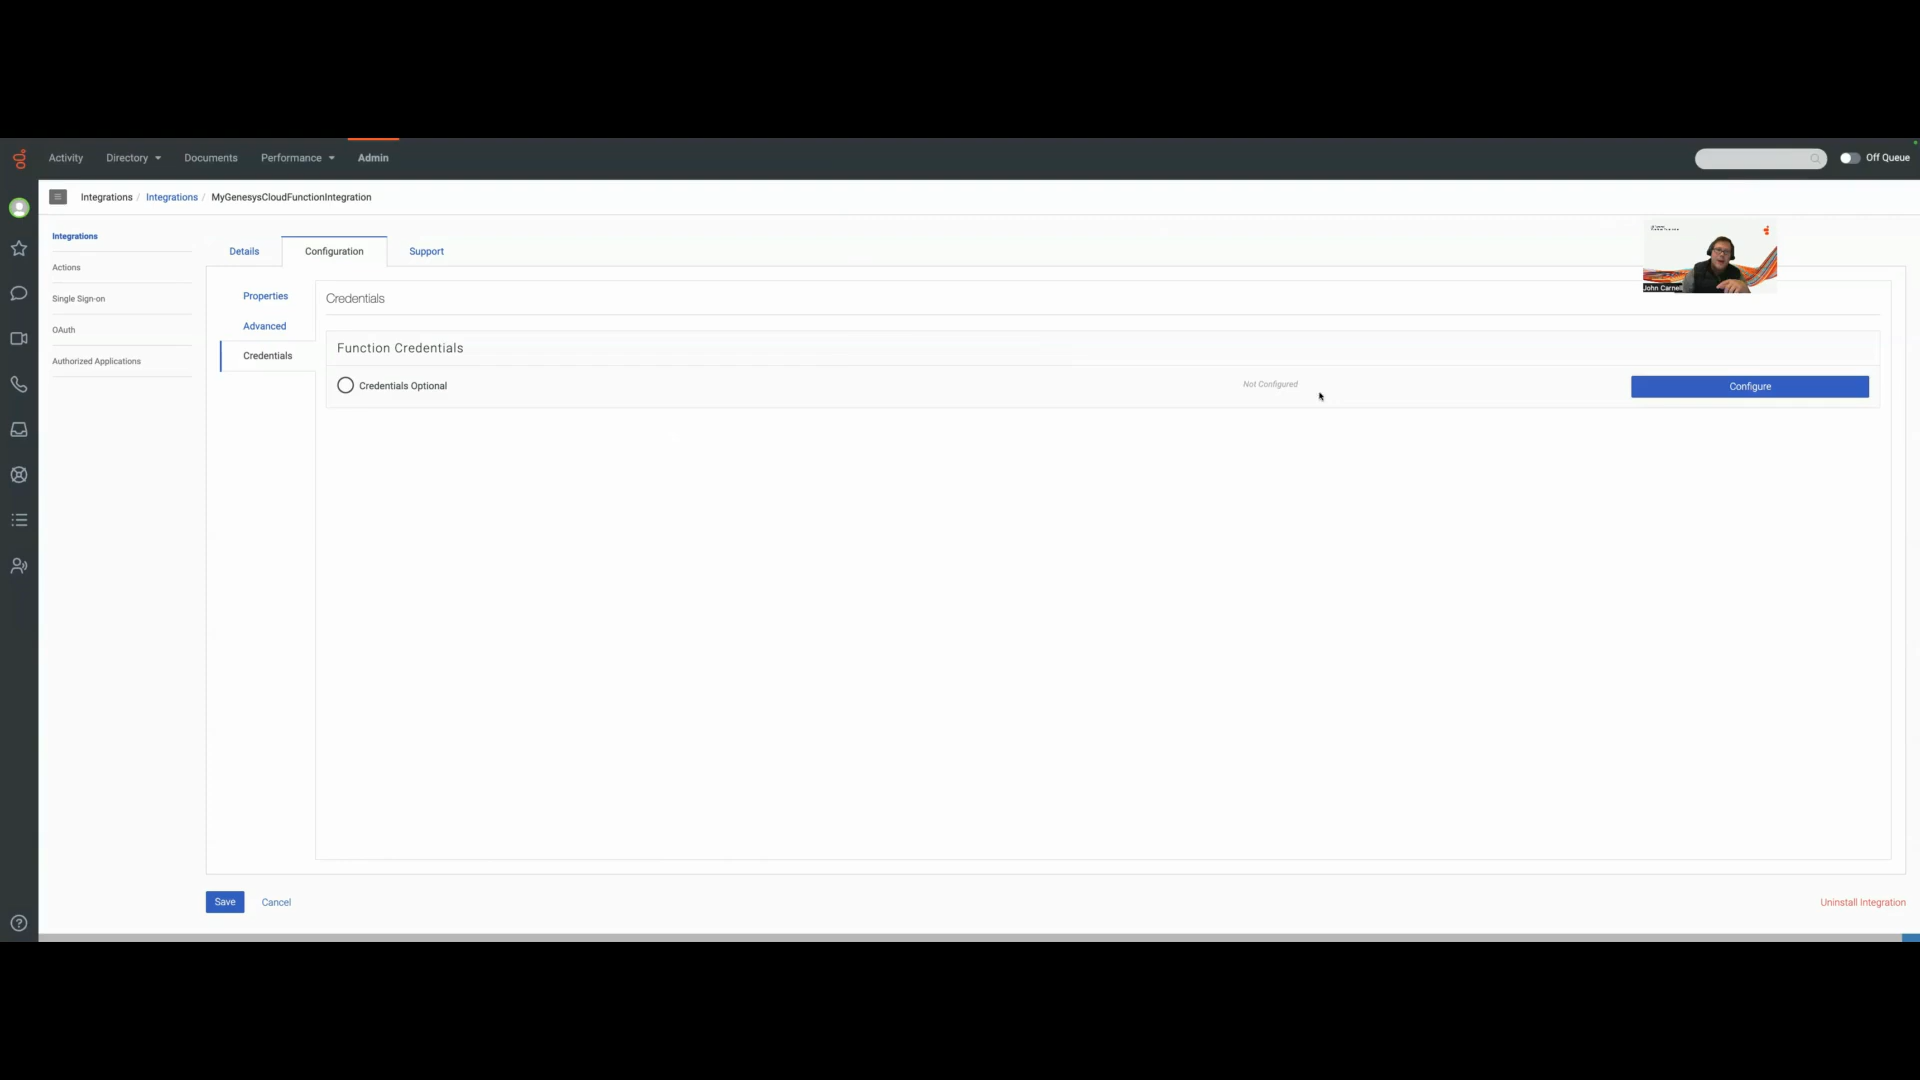 Activity
Directory
Documents
Performance
Admin
Off Queue
Integrations / Integrations / MyGenesysCloudFunctionIntegration
Integrations
Actions
Single Sign-on
OAuth
Authorized Applications
Details
Configuration
Support
Properties
Advanced
Credentials
Credentials
Function Credentials
Credentials Optional
Not Configured
Configure
John Carnell
Save
Cancel
Uninstall Integration